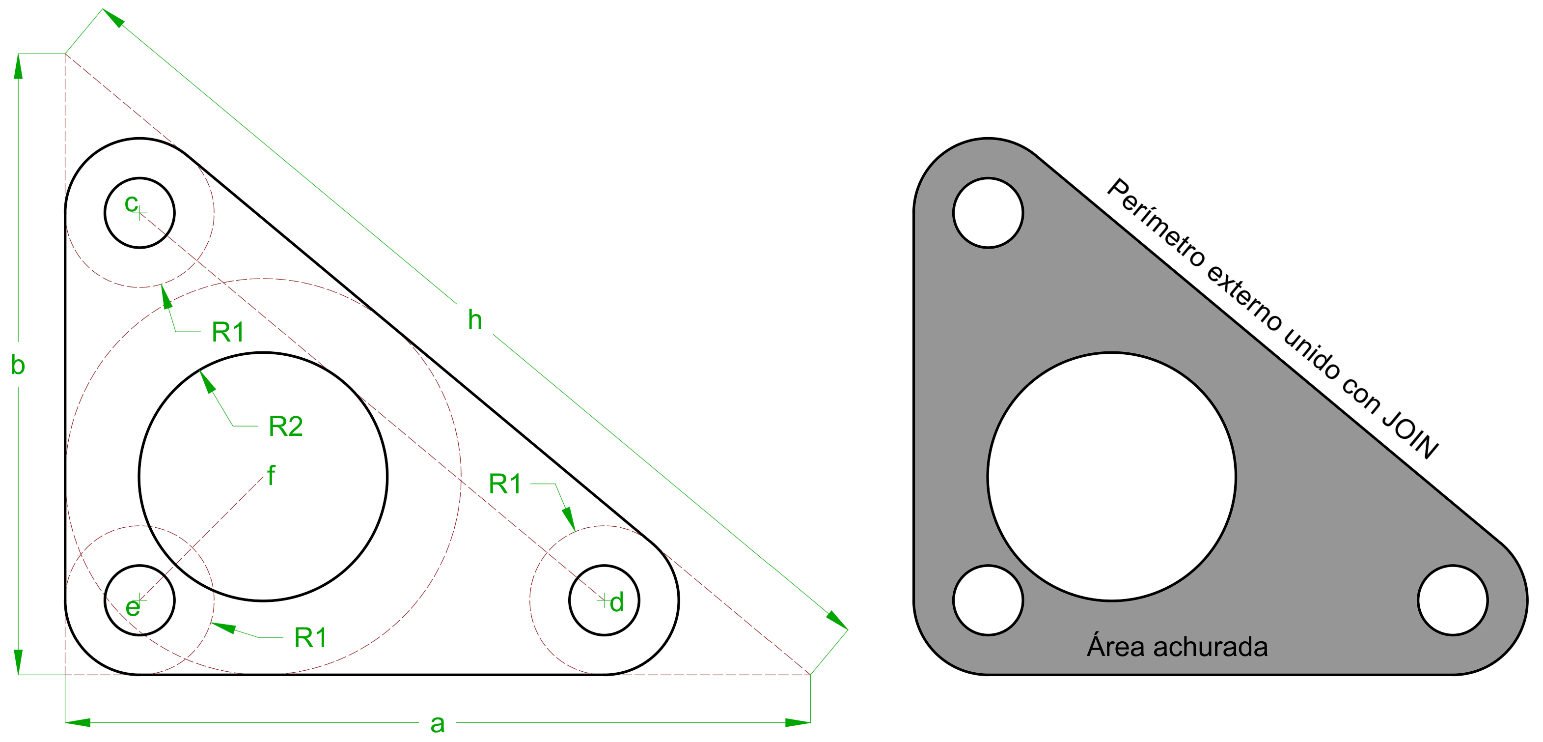 c
R1
h
b
R2
f
R1
e
d
R1
a
Perímetro externo unido con JOIN
Área achurada